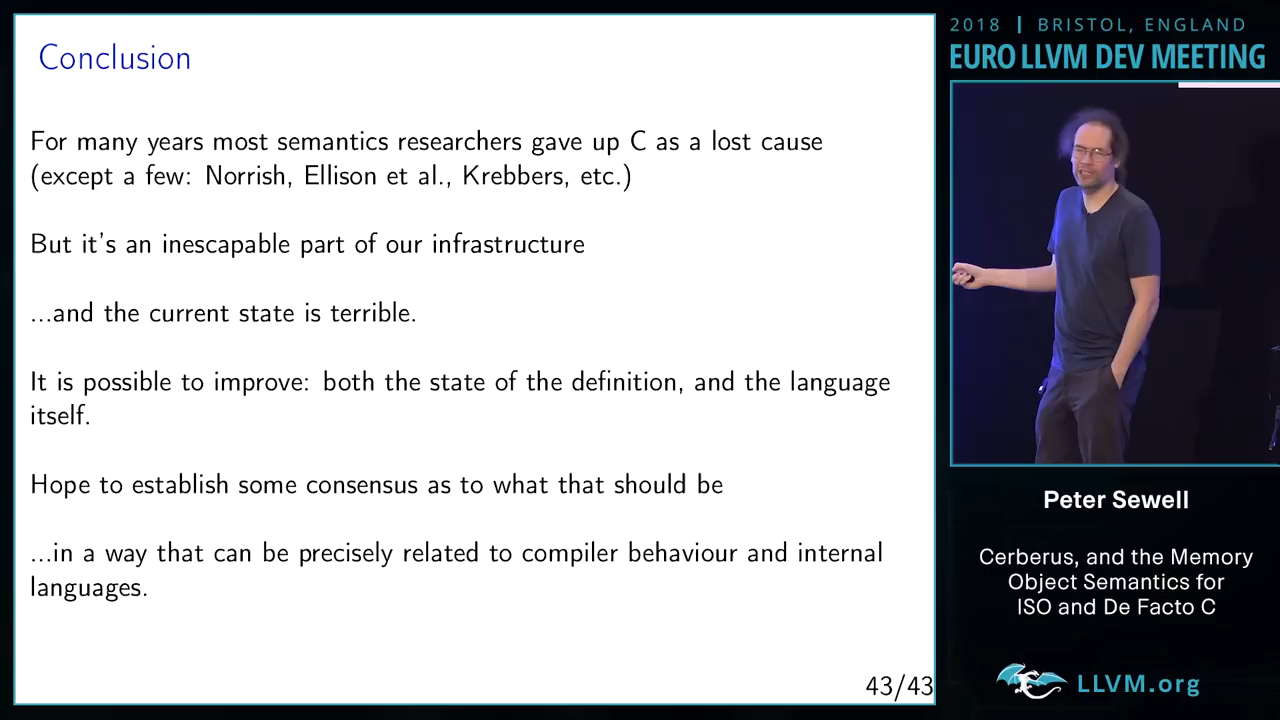 Conclusion
For many years most semantics researchers gave up C as a lost cause
(except a few: Norrish, Ellison et al., Krebbers, etc.)
But it's an inescapable part of our infrastructure
...and the current state is terrible.
It is possible to improve: both the state of the definition, and the language
itself.
Hope to establish some consensus as to what that should be
...in a way that can be precisely related to compiler behaviour and internal
languages.
43/43
2018 | BRISTOL, ENGLAND
EURO LLVM DEV MEETING
Peter Sewell
Cerberus, and the Memory
Object Semantics for
ISO and De Facto C
LLVM.org